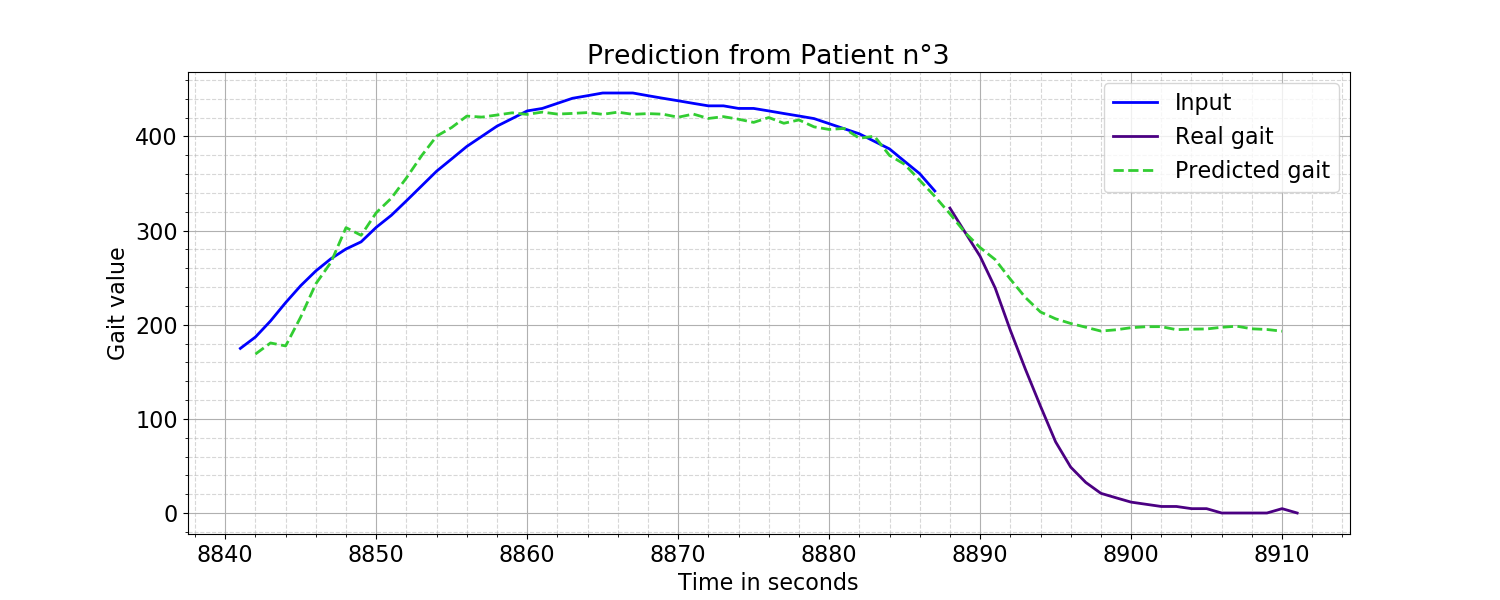 Prediction from Patient n°3
Input
Real gait
Predicted gait
Gait value
400
300
200
100
0
8840 8850 8860 8870 8880 8890 8900 8910
Time in seconds